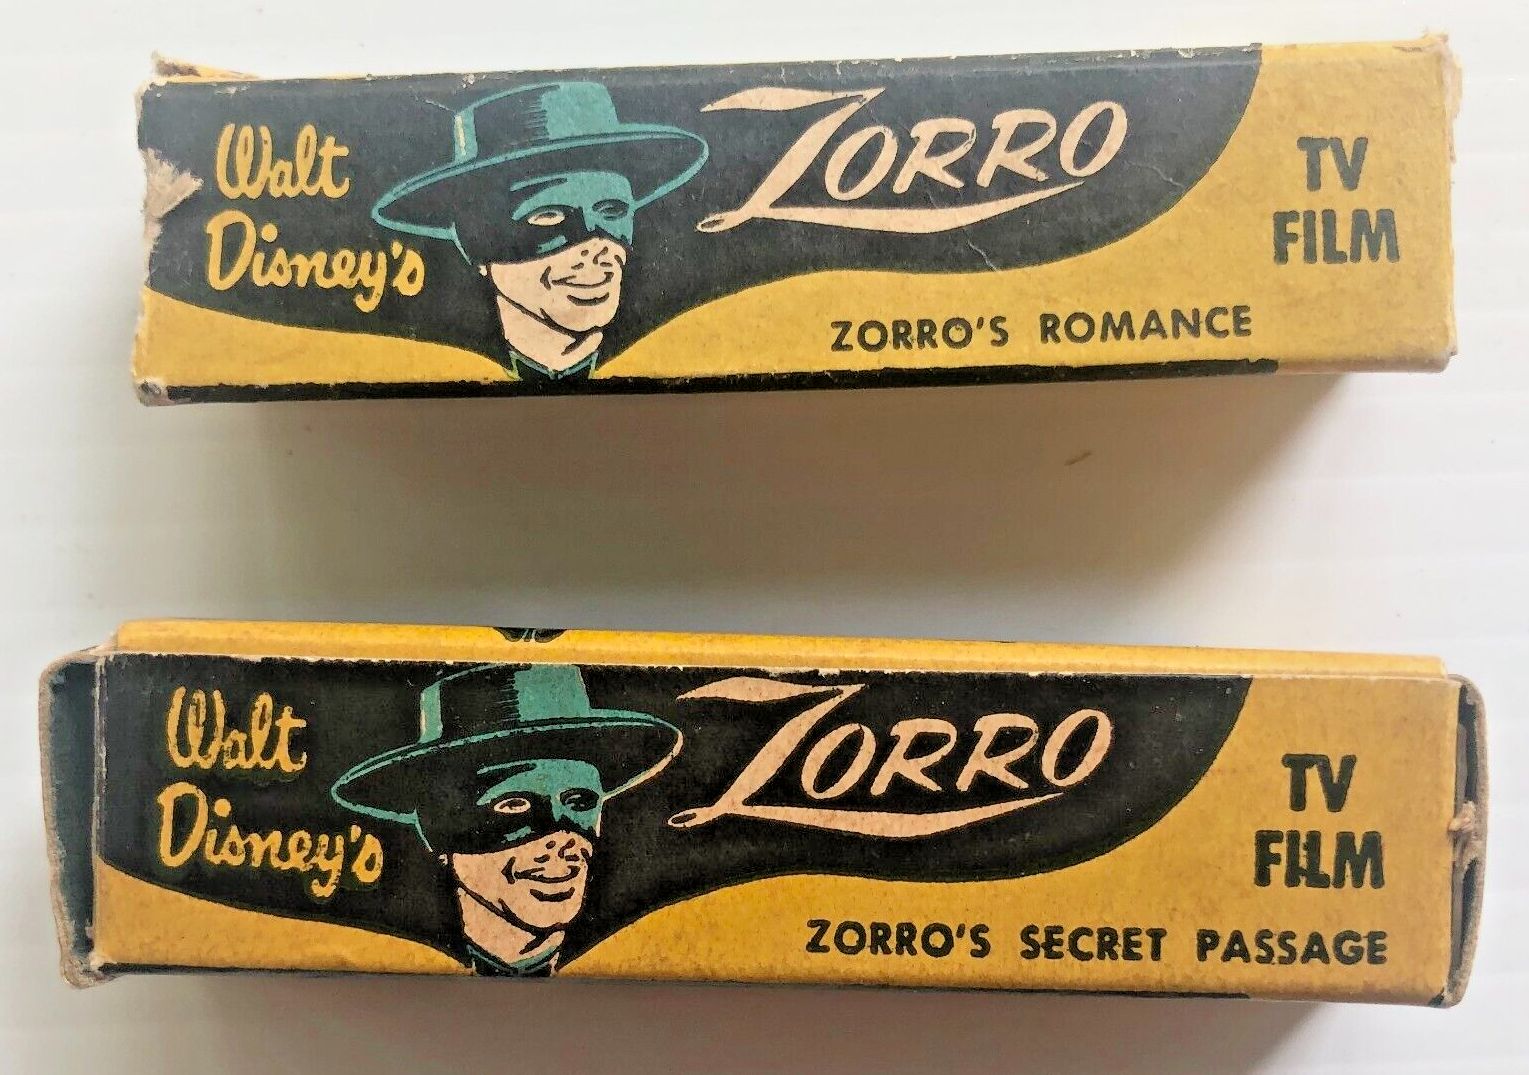 Walt
Disney's
ZORRO
TV
FILM
ZORRO'S ROMANCE
Walt
Disney's
ZORRO
TV
FILM
ZORRO'S SECRET PASSAGE